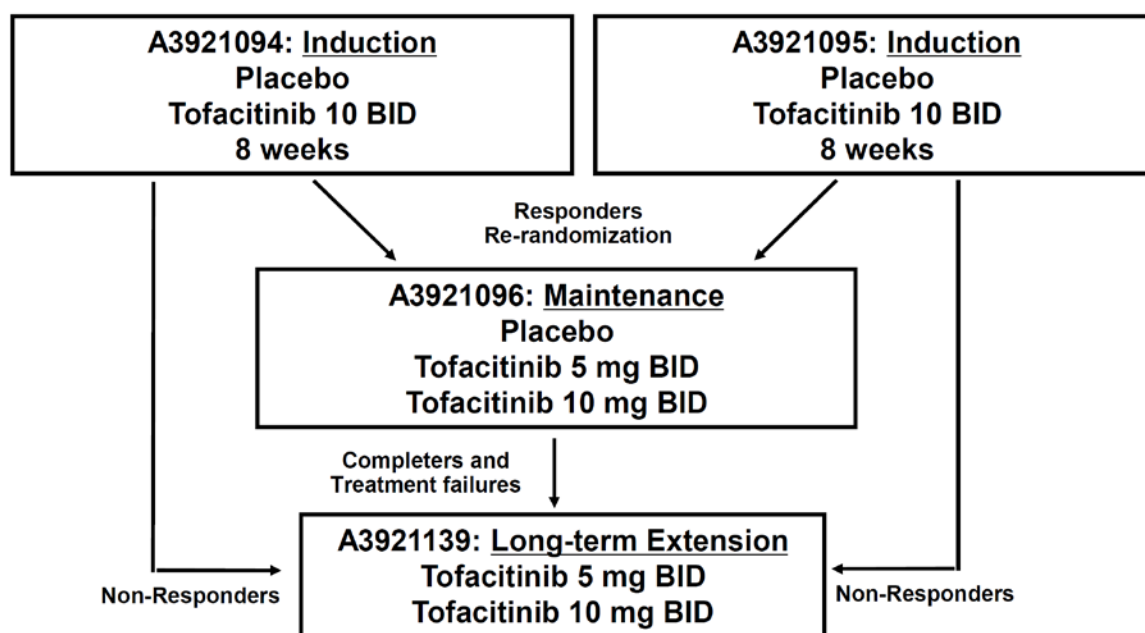 A3921094: Induction
Placebo
Tofacitinib 10 BID
8 weeks
A3921095: Induction
Placebo
Tofacitinib 10 BID
8 weeks
Responders
Re-randomization
A3921096: Maintenance
Placebo
Tofacitinib 5 mg BID
Tofacitinib 10 mg BID
Completers and
Treatment failures
A3921139: Long-term Extension
Tofacitinib 5 mg BID
Tofacitinib 10 mg BID
Non-Responders
Non-Responders